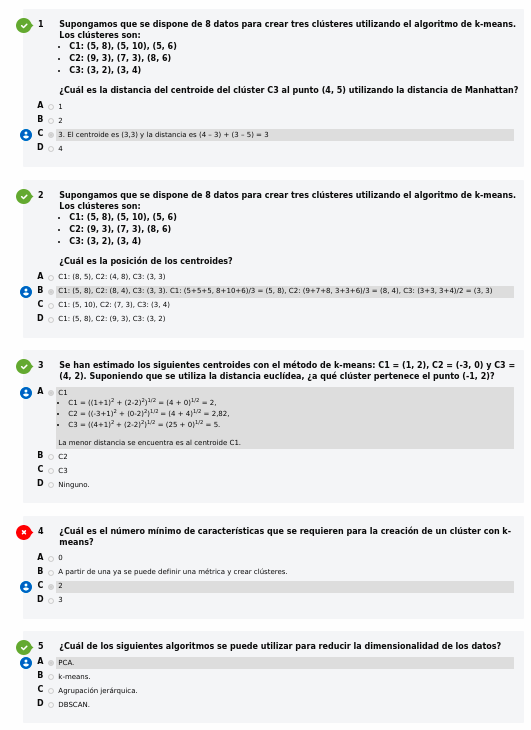 1 Supongamos que se dispone de 8 datos para crear tres clústeres utilizando el algoritmo de k-means.
Los clústeres son:
• C1: (5, 8), (5, 10), (5, 6)
• C2: (9, 3), (7, 3), (8, 6)
• C3: (3, 2), (3, 4)
¿Cuál es la distancia del centroide del clúster C3 al punto (4, 5) utilizando la distancia de Manhattan?
A 1
B 2
C 3. El centroide es (3,3) y la distancia es (4 – 3) + (3 – 5) = 3
D 4
2 Supongamos que se dispone de 8 datos para crear tres clústeres utilizando el algoritmo de k-means.
Los clústeres son:
• C1: (5, 8), (5, 10), (5, 6)
• C2: (9, 3), (7, 3), (8, 6)
• C3: (3, 2), (3, 4)
¿Cuál es la posición de los centroides?
A C1: (8, 5), C2: (4, 8), C3: (3, 3)
B C1: (5, 8), C2: (8, 4), C3: (3, 3). C1: (5+5+5, 8+10+6)/3 = (5, 8), C2: (9+7+8, 3+3+6)/3 = (8, 4), C3: (3+3, 3+4)/2 = (3, 3)
C C1: (5, 10), C2: (7, 3), C3: (3, 4)
D C1: (5, 8), C2: (9, 3), C3: (3, 2)
3 Se han estimado los siguientes centroides con el método de k-means: C1 = (1, 2), C2 = (-3, 0) y C3 =
(4, 2). Suponiendo que se utiliza la distancia euclídea, ¿a qué clúster pertenece el punto (-1, 2)?
A C1
• C1 = ((1+1)² + (2-2)²)^1/2 = (4 + 0)^1/2 = 2,
• C2 = ((-3+1)² + (0-2)²)^1/2 = (4 + 4)^1/2 = 2,82,
• C3 = ((4+1)² + (2-2)²)^1/2 = (25 + 0)^1/2 = 5.
La menor distancia se encuentra es al centroide C1.
B C2
C C3
D Ninguno.
4 ¿Cuál es el número mínimo de características que se requieren para la creación de un clúster con k-
means?
A 0
B A partir de una ya se puede definir una métrica y crear clústeres.
C 2
D 3
5 ¿Cuál de los siguientes algoritmos se puede utilizar para reducir la dimensionalidad de los datos?
A PCA.
B k-means.
C Agrupación jerárquica.
D DBSCAN.